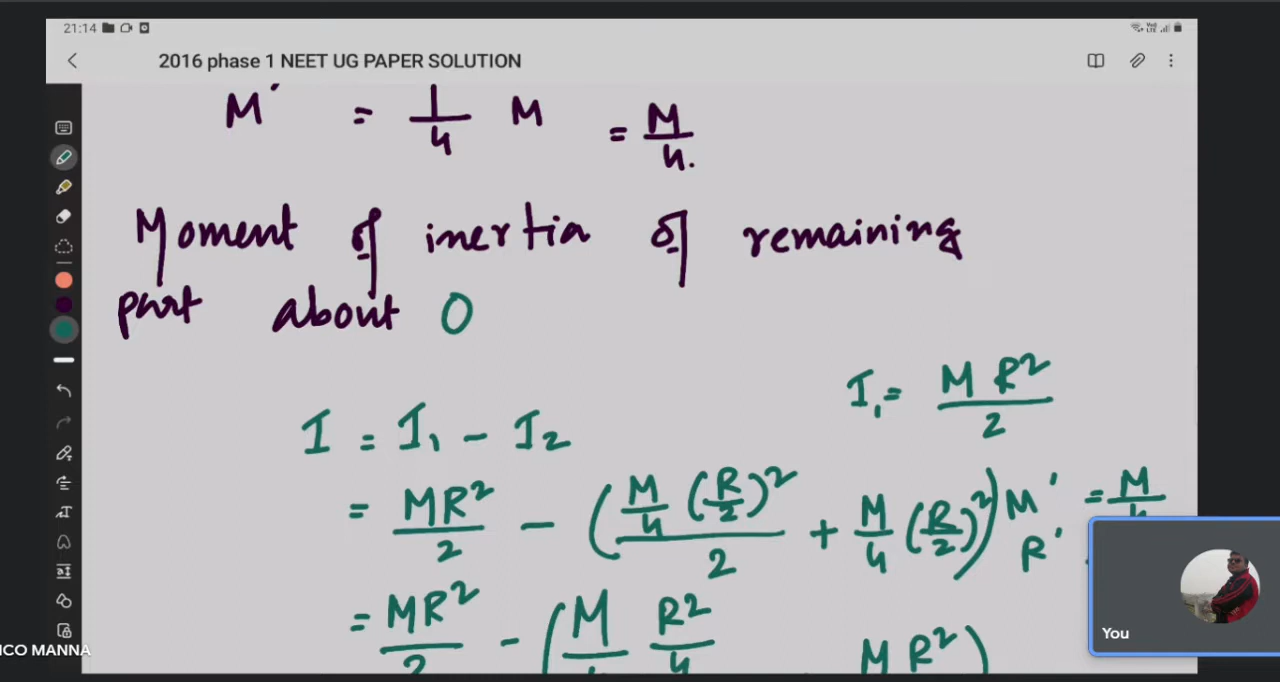 21:14
2016 phase 1 NEET UG PAPER SOLUTION
M' = 1/4 M = M/4.
Moment of inertia of remaining
part about O
I₁ = MR²/2
I = I₁ - I₂
= MR²/2 - (M/4 (R/2)²/2 + M/4 (R/2)²) M' = M/4
R'
= MR²/2 - (M/4 R²/4 MR²)
You
ICO MANNA